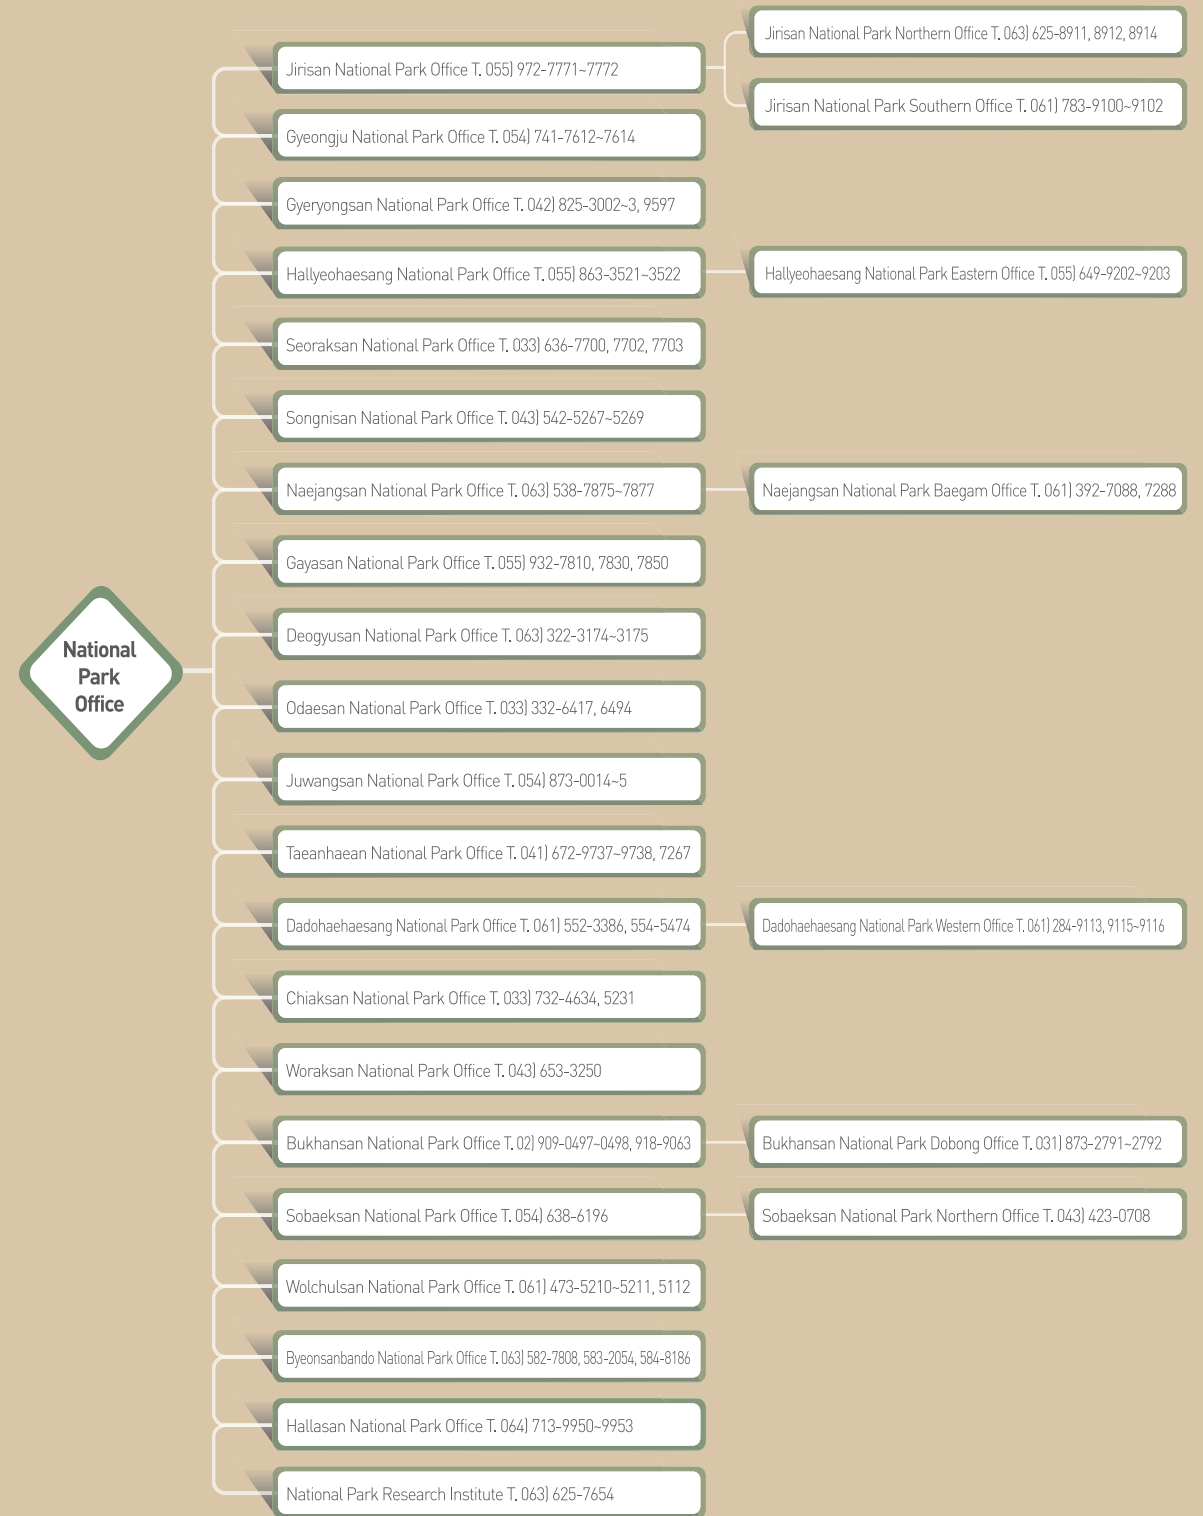 National
Park
Office
Jirisan National Park Office T. 055) 972-7771~7772
Jirisan National Park Northern Office T. 063) 625-8911, 8912, 8914
Jirisan National Park Southern Office T. 061) 783-9100~9102
Gyeongju National Park Office T. 054) 741-7612~7614
Gyeryongsan National Park Office T. 042) 825-3002~3, 9597
Hallyeohaesang National Park Office T. 055) 863-3521~3522
Hallyeohaesang National Park Eastern Office T. 055) 649-9202~9203
Seoraksan National Park Office T. 033) 636-7700, 7702, 7703
Songnisan National Park Office T. 043) 542-5267~5269
Naejangsan National Park Office T. 063) 538-7875~7877
Naejangsan National Park Baegam Office T. 061) 392-7088, 7288
Gayasan National Park Office T. 055) 932-7810, 7830, 7850
Deogyusan National Park Office T. 063) 322-3174~3175
Odaesan National Park Office T. 033) 332-6417, 6494
Juwangsan National Park Office T. 054) 873-0014~5
Taeanhaean National Park Office T. 041) 672-9737~9738, 7267
Dadohaehaesang National Park Office T. 061) 552-3386, 554-5474
Dadohaehaesang National Park Western Office T. 061) 284-9113, 9115~9116
Chiaksan National Park Office T. 033) 732-4634, 5231
Woraksan National Park Office T. 043) 653-3250
Bukhansan National Park Office T. 02) 909-0497~0498, 918-9063
Bukhansan National Park Dobong Office T. 031) 873-2791~2792
Sobaeksan National Park Office T. 054) 638-6196
Sobaeksan National Park Northern Office T. 043) 423-0708
Wolchulsan National Park Office T. 061) 473-5210~5211, 5112
Byeonsanbando National Park Office T. 063) 582-7808, 583-2054, 584-8186
Hallasan National Park Office T. 064) 713-9950~9953
National Park Research Institute T. 063) 625-7654